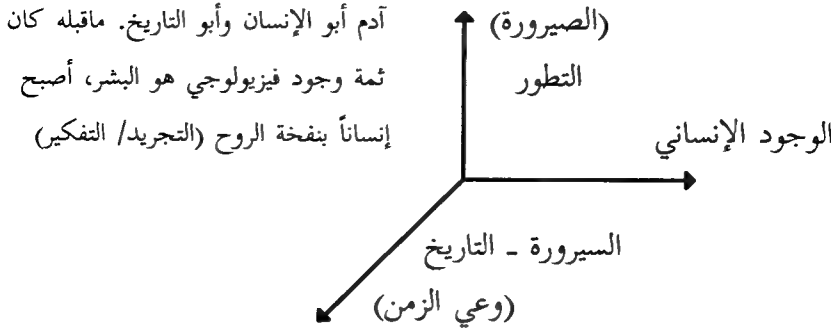 آدم أبو الإنسان وأبو التاريخ. ماقبله كان
ثمة وجود فيزيولوجي هو البشر، أصبح
إنساناً بنفخة الروح (التجريد/ التفكير)
(الصيرورة)
التطور
الوجود الإنساني
السيرورة ـ التاريخ
(وعي الزمن)